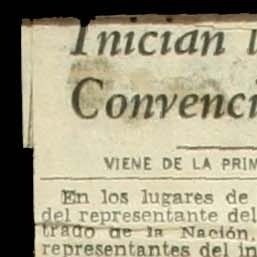 Inician
Convenci
VIENE DE LA PRIM
En los lugares de
del representante del
trado de la Nación,
representantes del in